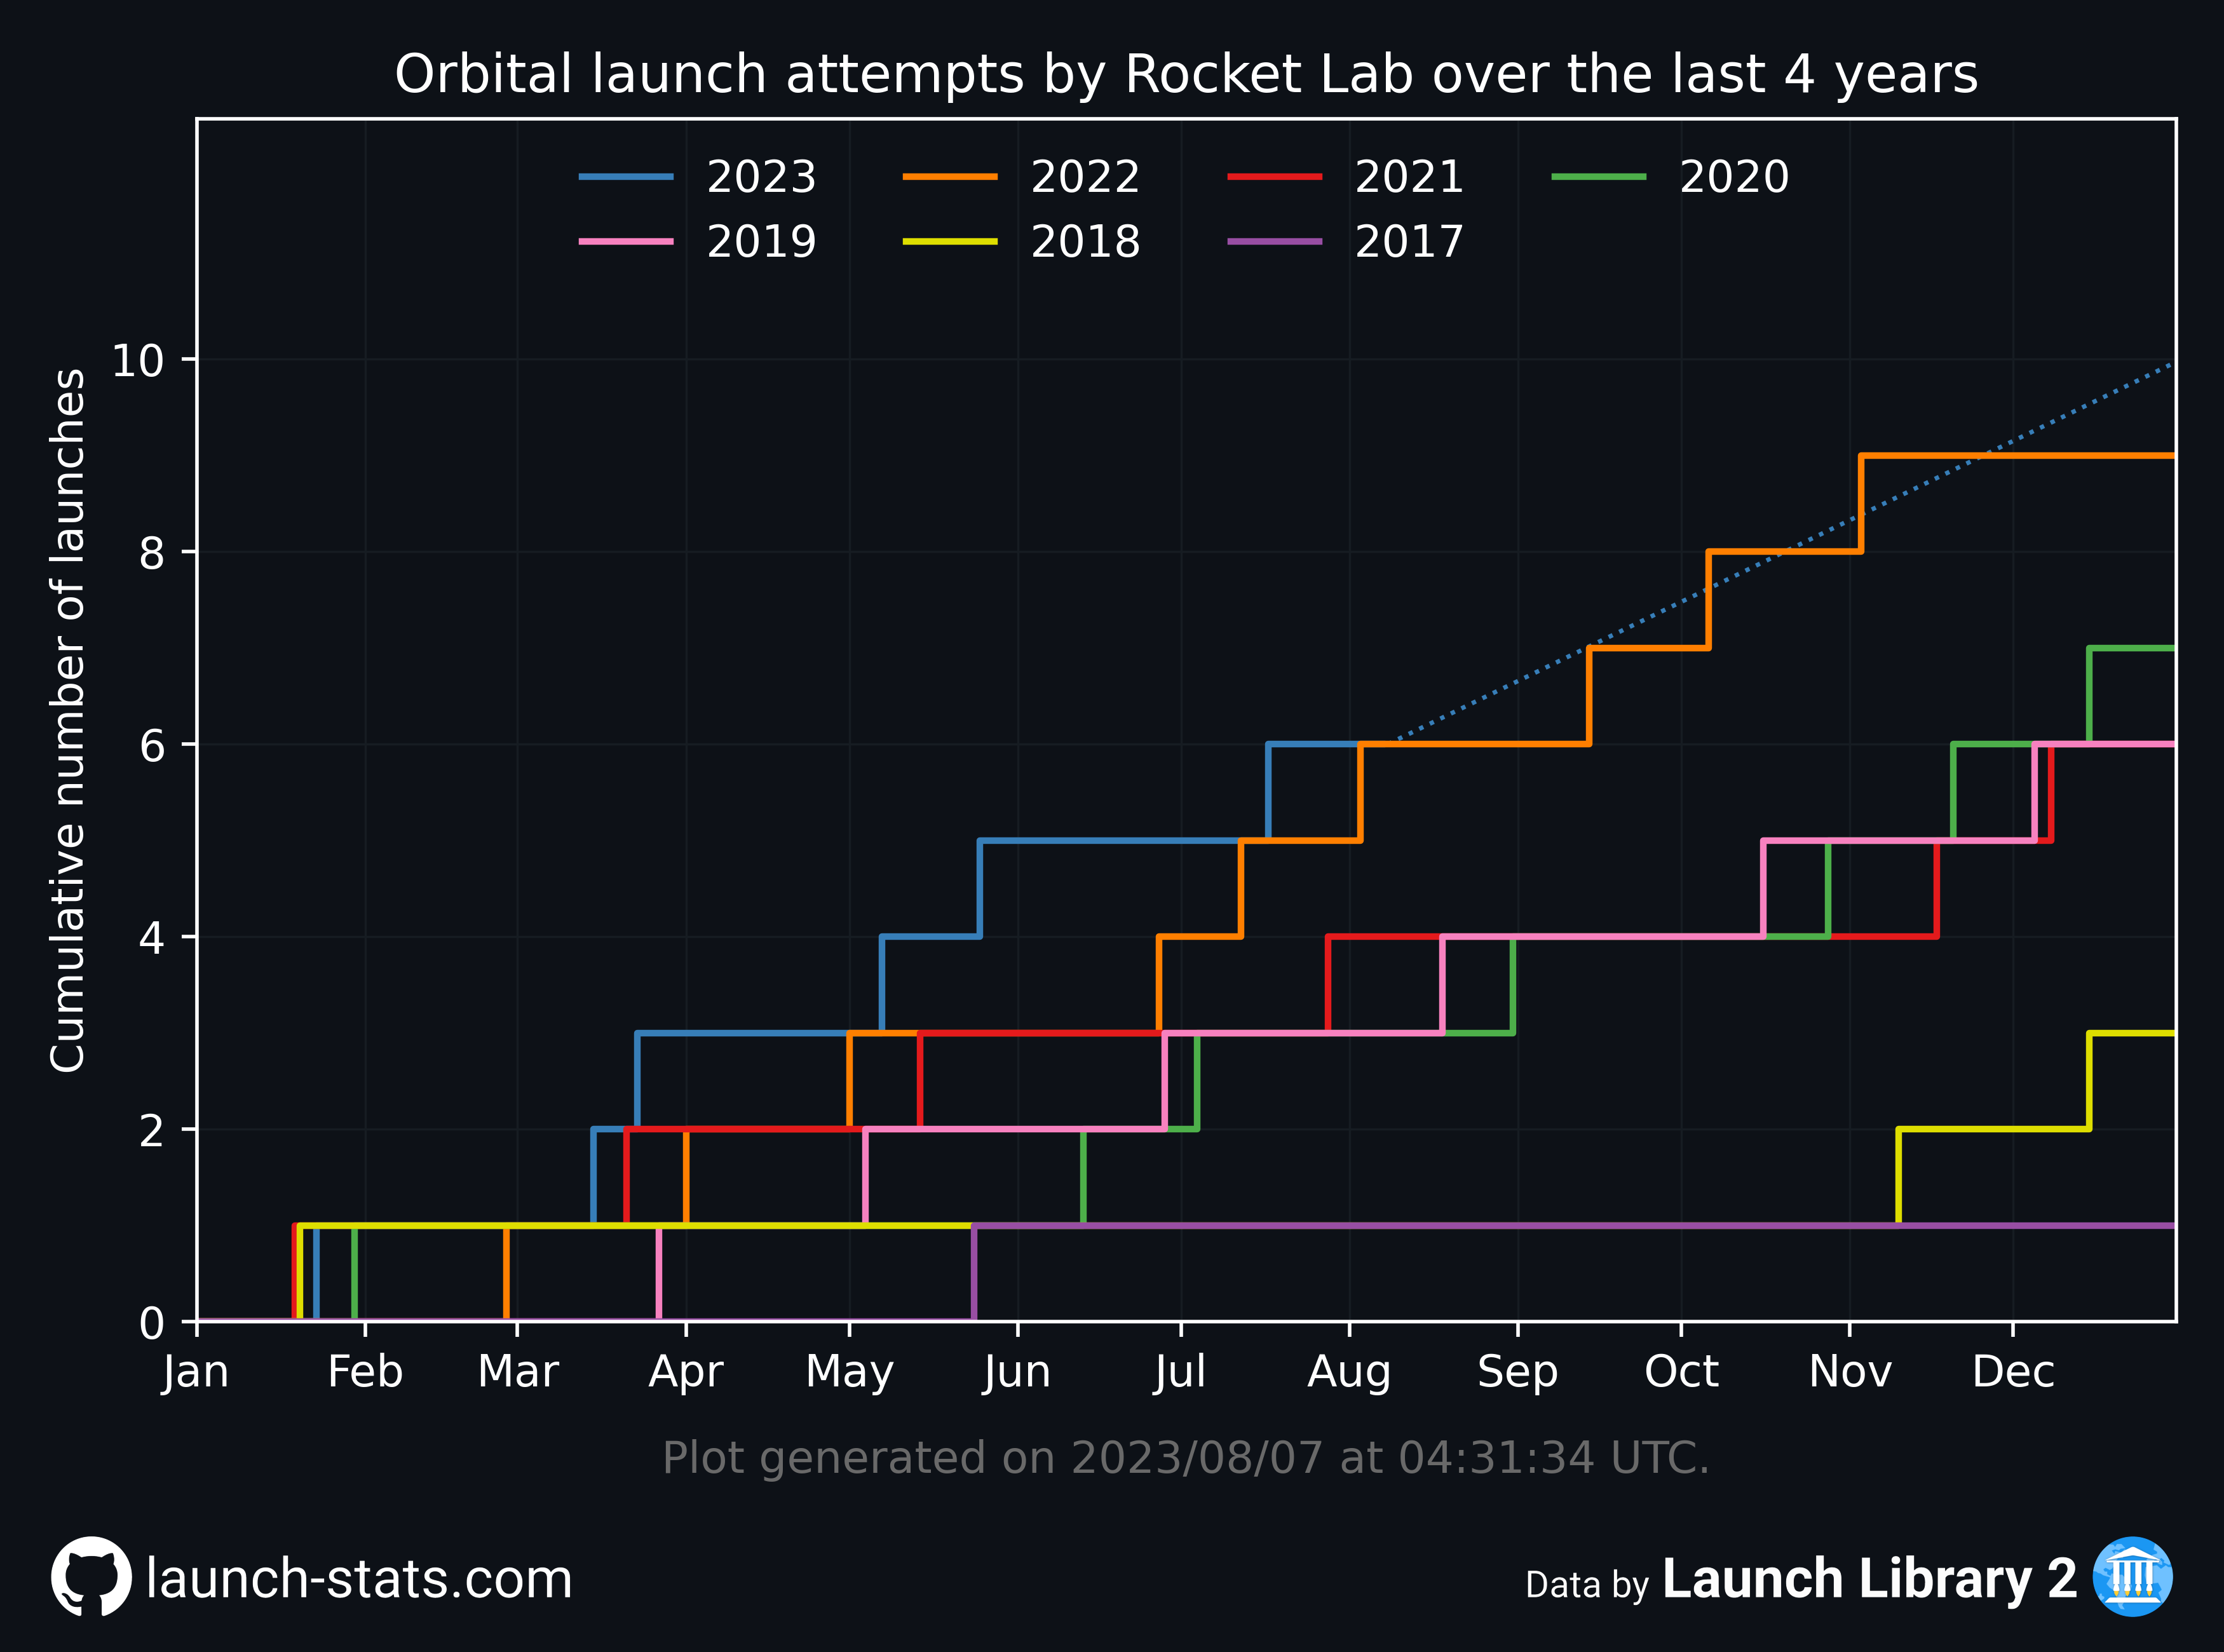 Orbital launch attempts by Rocket Lab over the last 4 years
2023 2022 2021 2020
2019 2018 2017
Cumulative number of launches
10
8
6
4
2
0
Jan Feb Mar Apr May Jun Jul Aug Sep Oct Nov Dec
Plot generated on 2023/08/07 at 04:31:34 UTC.
launch-stats.com
Data by Launch Library 2